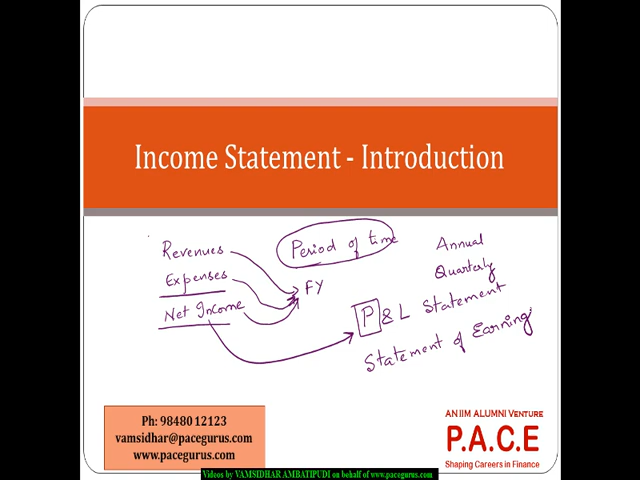 Income Statement - Introduction
Revenues
Expenses
Net Income
Period of time
FY
Annual
Quarterly
P & L Statement
Statement of Earning
Ph: 98480 12123
vamsidhar@pacegurus.com
www.pacegurus.com
AN IIM ALUMNI VENTURE
P.A.C.E
Shaping Careers in Finance
Videos by VAMSIDHAR AMBATIPUDI on behalf of www.pacegurus.com